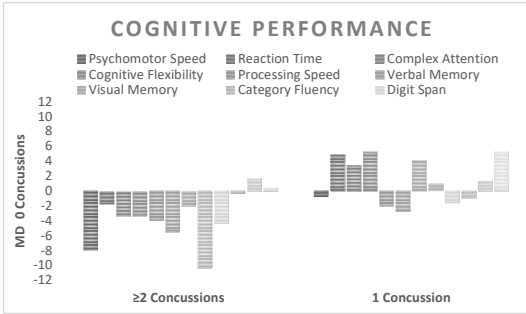 COGNITIVE PERFORMANCE
Psychomotor Speed Reaction Time Complex Attention
Cognitive Flexibility Processing Speed Verbal Memory
Visual Memory Category Fluency Digit Span
12
10
8
6
4
2
0
-2
-4
-6
-8
-10
-12
MD 0 Concussions
≥2 Concussions 1 Concussion